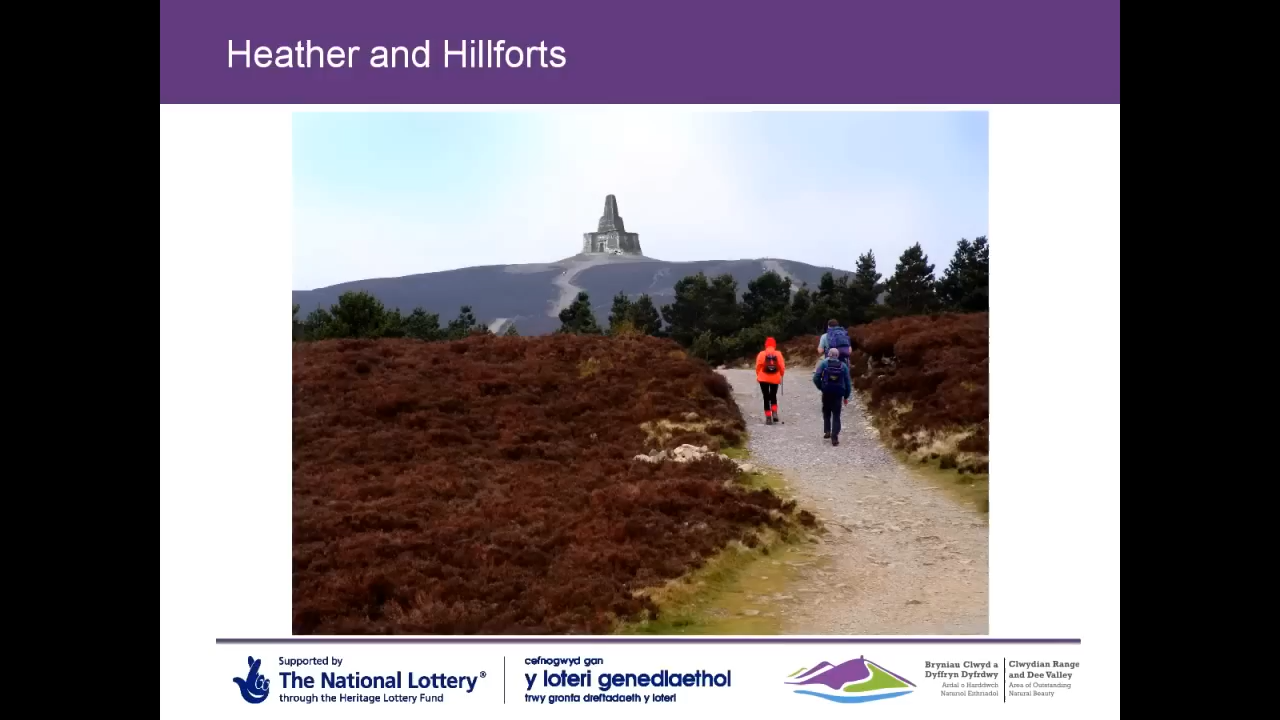 Heather and Hillforts
Supported by
The National Lottery®
through the Heritage Lottery Fund
cefnogwyd gan
y loteri genedlaethol
trwy gronfa dreftadaeth y loteri
Bryniau Clwyd a
Dyffryn Dyfrdwy
Ardal o Harddwch
Naturiol Eithriadol
Clwydian Range
and Dee Valley
Area of Outstanding
Natural Beauty